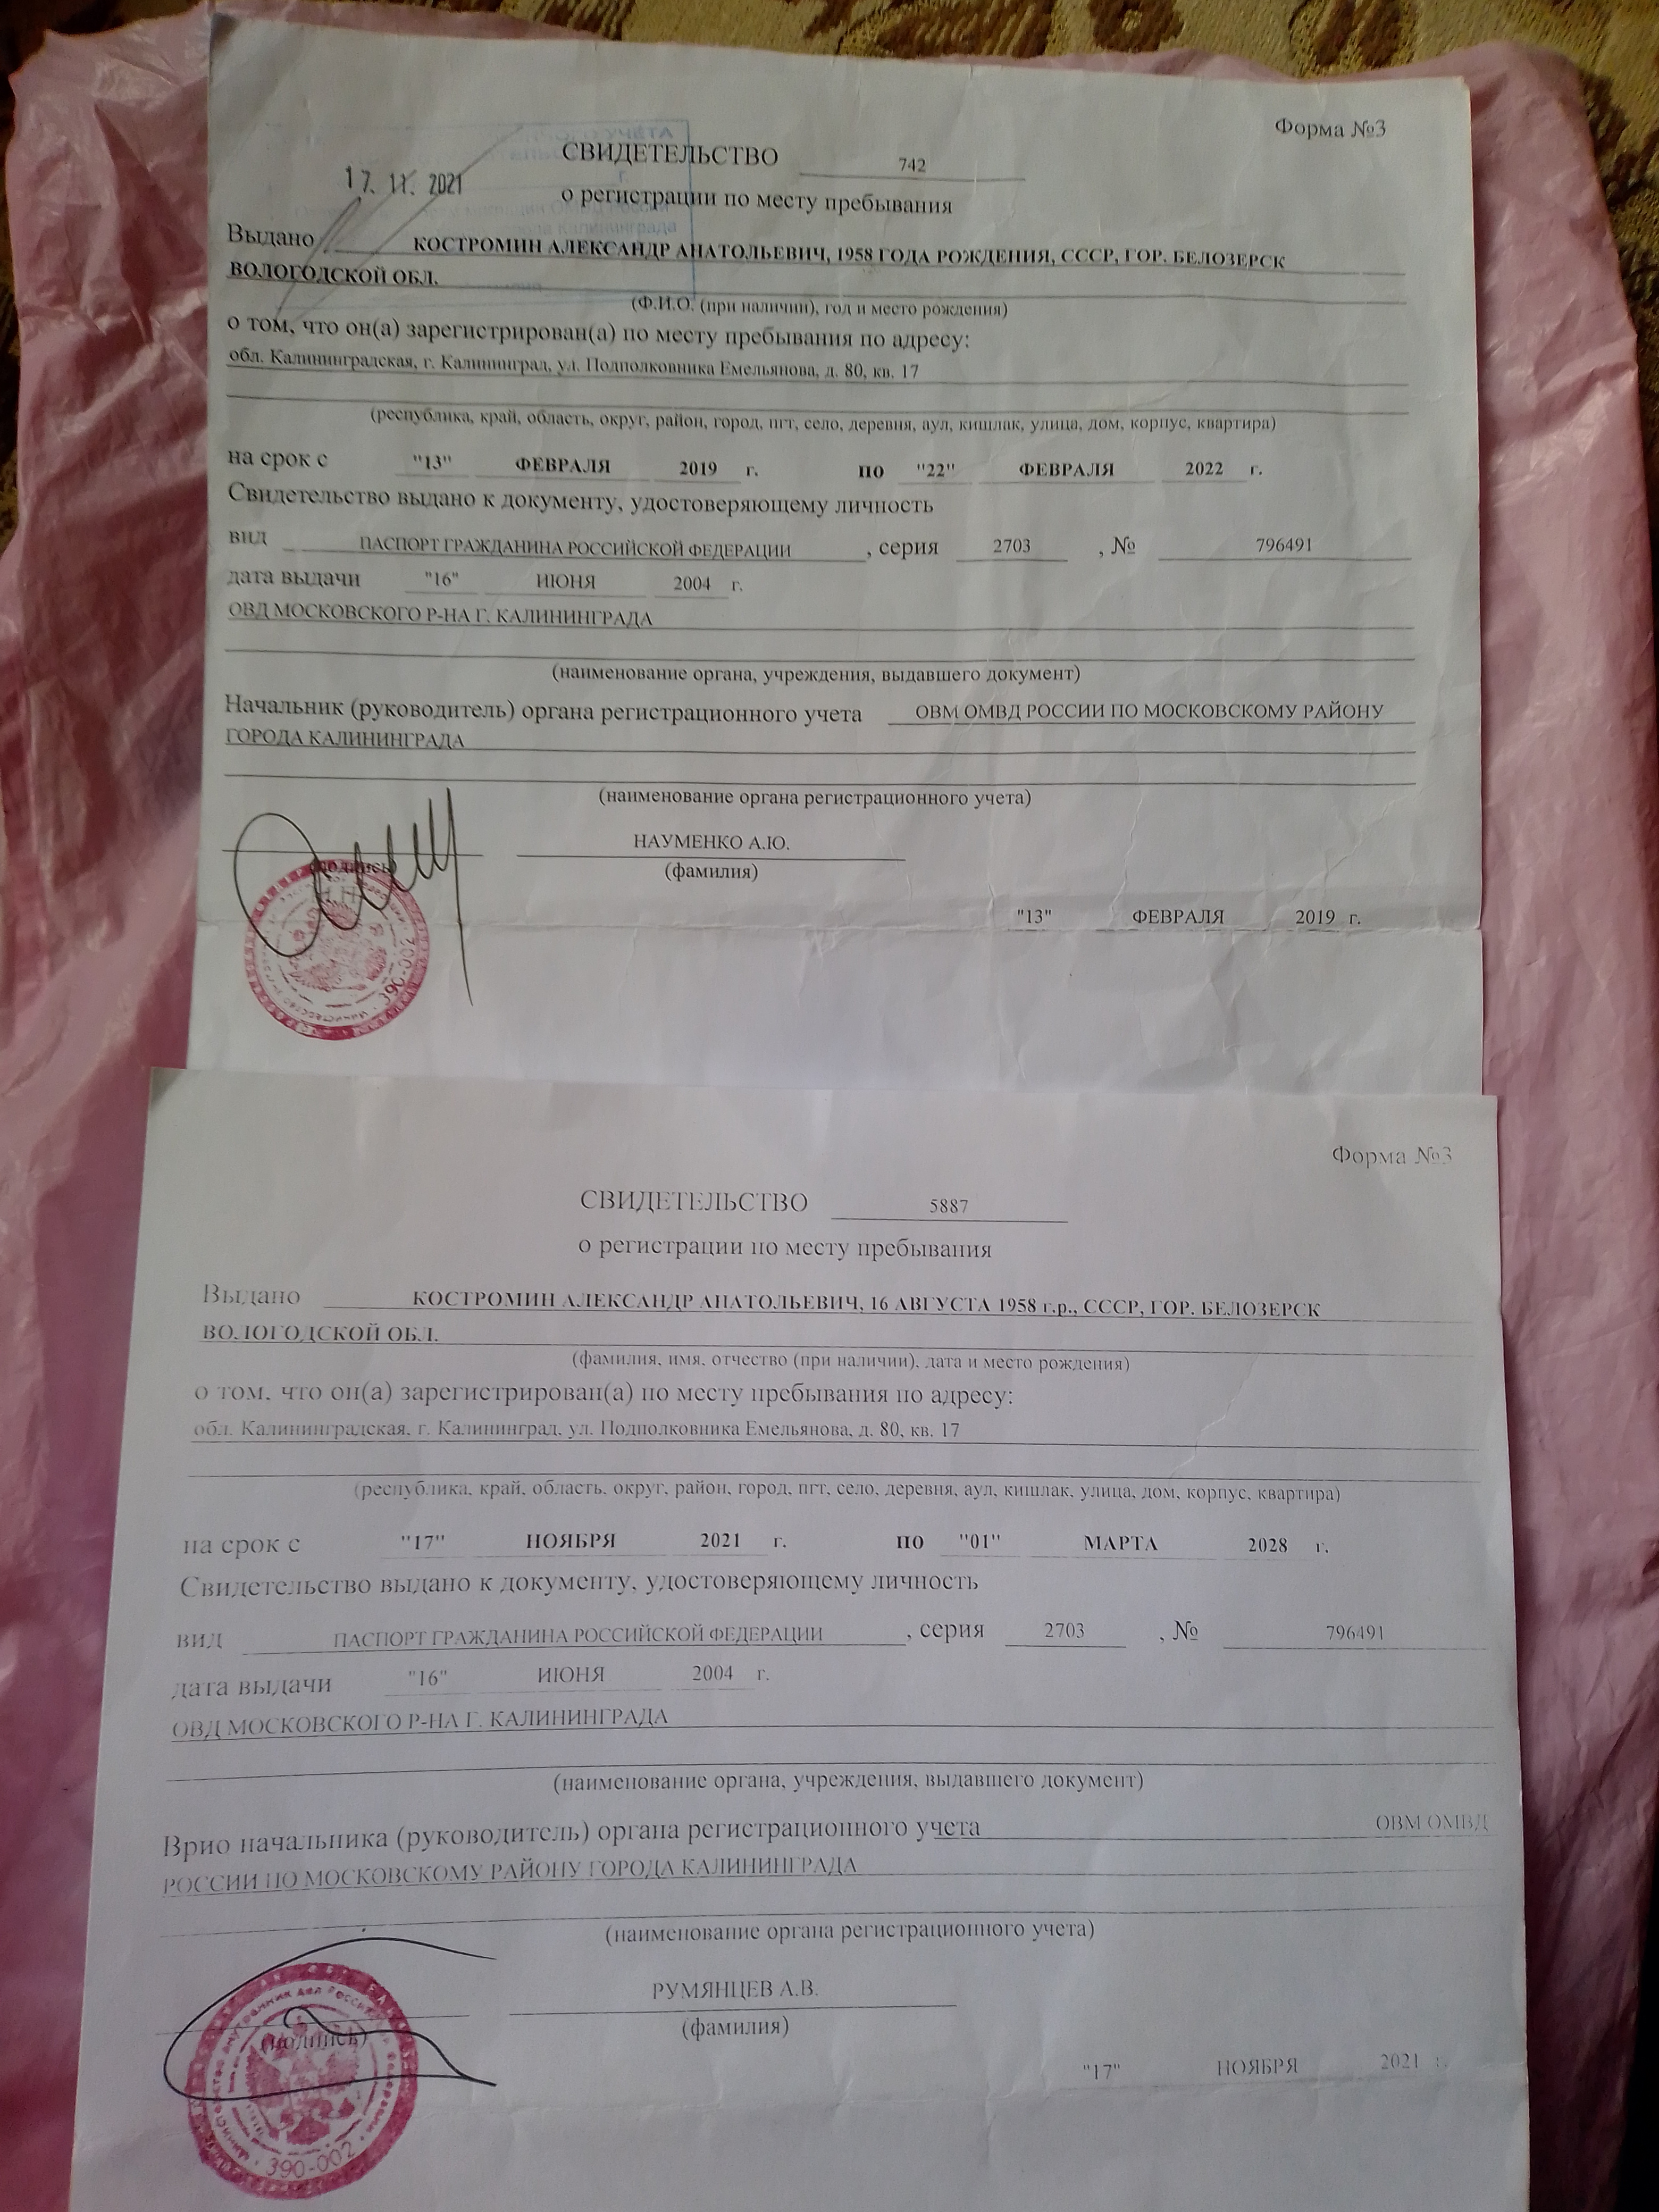 Форма №3
СВИДЕТЕЛЬСТВО 742
17. 11. 2021
о регистрации по месту пребывания
Выдано КОСТРОМИН АЛЕКСАНДР АНАТОЛЬЕВИЧ, 1958 ГОДА РОЖДЕНИЯ, СССР, ГОР. БЕЛОЗЕРСК
ВОЛОГОДСКОЙ ОБЛ.
(Ф.И.О. (при наличии), год и место рождения)
о том, что он(а) зарегистрирован(а) по месту пребывания по адресу:
обл. Калининградская, г. Калининград, ул. Подполковника Емельянова, д. 80, кв. 17
(республика, край, область, округ, район, город, пгт, село, деревня, аул, кишлак, улица, дом, корпус, квартира)
на срок с "13" ФЕВРАЛЯ 2019 г. по "22" ФЕВРАЛЯ 2022 г.
Свидетельство выдано к документу, удостоверяющему личность
вид ПАСПОРТ ГРАЖДАНИНА РОССИЙСКОЙ ФЕДЕРАЦИИ , серия 2703 , № 796491
дата выдачи "16" ИЮНЯ 2004 г.
ОВД МОСКОВСКОГО Р-НА Г. КАЛИНИНГРАДА
(наименование органа, учреждения, выдавшего документ)
Начальник (руководитель) органа регистрационного учета ОВМ ОМВД РОССИИ ПО МОСКОВСКОМУ РАЙОНУ
ГОРОДА КАЛИНИНГРАДА
(наименование органа регистрационного учета)
НАУМЕНКО А.Ю.
(подпись) (фамилия)
"13" ФЕВРАЛЯ 2019 г.
390-002
Форма №3
СВИДЕТЕЛЬСТВО 5887
о регистрации по месту пребывания
Выдано КОСТРОМИН АЛЕКСАНДР АНАТОЛЬЕВИЧ, 16 АВГУСТА 1958 г.р., СССР, ГОР. БЕЛОЗЕРСК
ВОЛОГОДСКОЙ ОБЛ.
(фамилия, имя, отчество (при наличии), дата и место рождения)
о том, что он(а) зарегистрирован(а) по месту пребывания по адресу:
обл. Калининградская, г. Калининград, ул. Подполковника Емельянова, д. 80, кв. 17
(республика, край, область, округ, район, город, пгт, село, деревня, аул, кишлак, улица, дом, корпус, квартира)
на срок с "17" НОЯБРЯ 2021 г. по "01" МАРТА 2028 г.
Свидетельство выдано к документу, удостоверяющему личность
вид ПАСПОРТ ГРАЖДАНИНА РОССИЙСКОЙ ФЕДЕРАЦИИ , серия 2703 , № 796491
дата выдачи "16" ИЮНЯ 2004 г.
ОВД МОСКОВСКОГО Р-НА Г. КАЛИНИНГРАДА
(наименование органа, учреждения, выдавшего документ)
Врио начальника (руководитель) органа регистрационного учета ОВМ ОМВД
РОССИИ ПО МОСКОВСКОМУ РАЙОНУ ГОРОДА КАЛИНИНГРАДА
(наименование органа регистрационного учета)
РУМЯНЦЕВ А.В.
(подпись) (фамилия)
"17" НОЯБРЯ 2021 г.
390-002